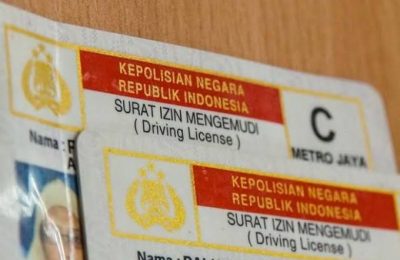 KEPOLISIAN NEGARA
REPUBLIK INDONESIA
SURAT IZIN MENGEMUDI
( Driving License )
C
METRO JAYA
Nama :
KEPOLISIAN NEGARA
REPUBLIK INDONESIA
SURAT IZIN MENGEMUDI
( Driving License )
Nama :